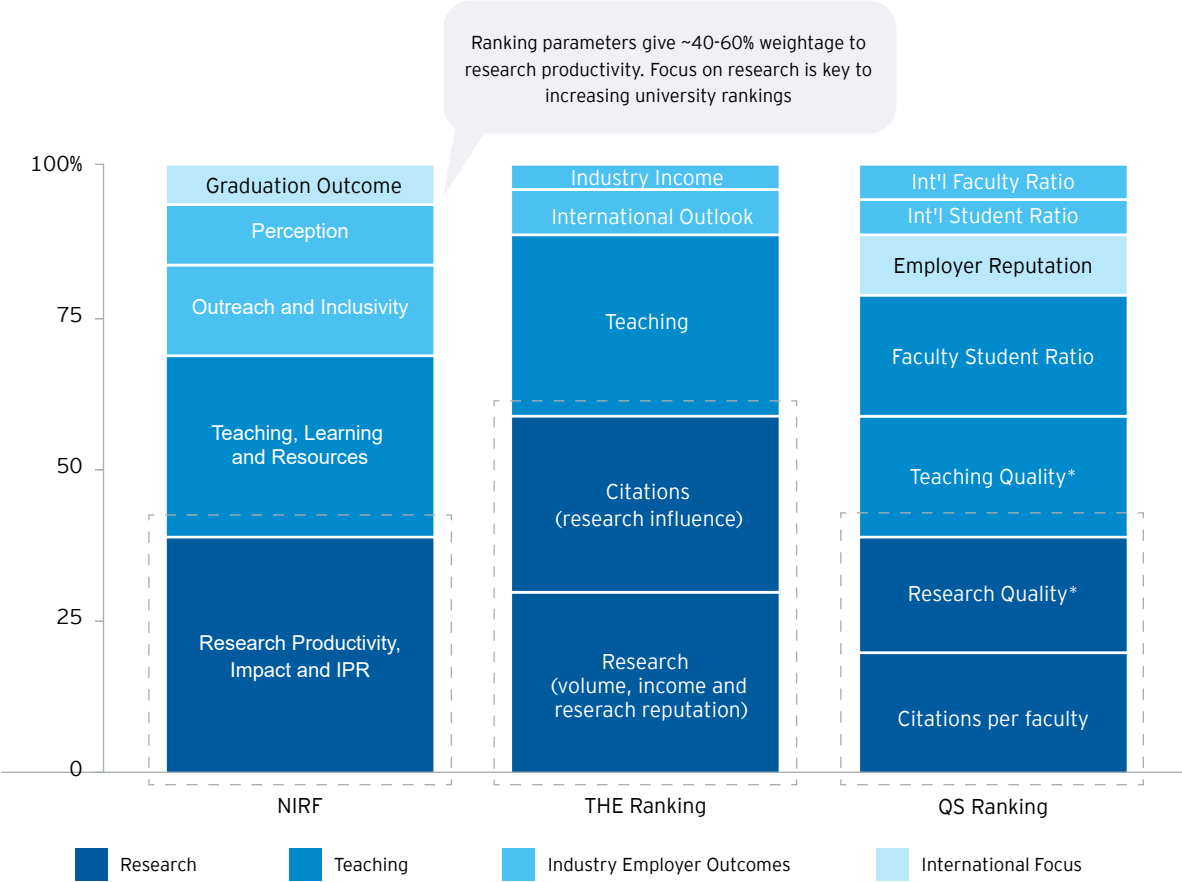 Ranking parameters give ~40-60% weightage to
research productivity. Focus on research is key to
increasing university rankings
100%
75
50
25
0
Graduation Outcome
Perception
Outreach and Inclusivity
Teaching, Learning
and Resources
Research Productivity,
Impact and IPR
Industry Income
International Outlook
Teaching
Citations
(research influence)
Research
(volume, income and
reserach reputation)
Int'l Faculty Ratio
Int'l Student Ratio
Employer Reputation
Faculty Student Ratio
Teaching Quality*
Research Quality*
Citations per faculty
NIRF
THE Ranking
QS Ranking
Research
Teaching
Industry Employer Outcomes
International Focus